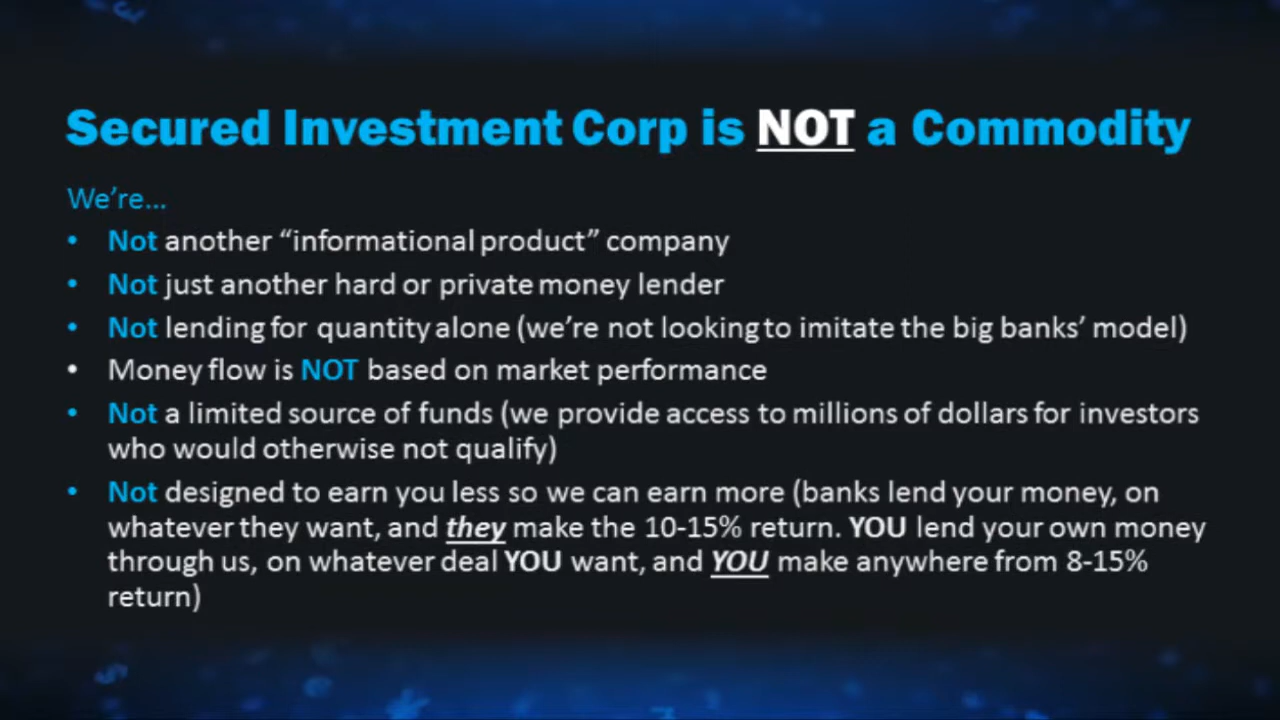 Secured Investment Corp is NOT a Commodity
We’re…
• Not another “informational product” company
• Not just another hard or private money lender
• Not lending for quantity alone (we’re not looking to imitate the big banks’ model)
• Money flow is NOT based on market performance
• Not a limited source of funds (we provide access to millions of dollars for investors
who would otherwise not qualify)
• Not designed to earn you less so we can earn more (banks lend your money, on
whatever they want, and they make the 10-15% return. YOU lend your own money
through us, on whatever deal YOU want, and YOU make anywhere from 8-15%
return)